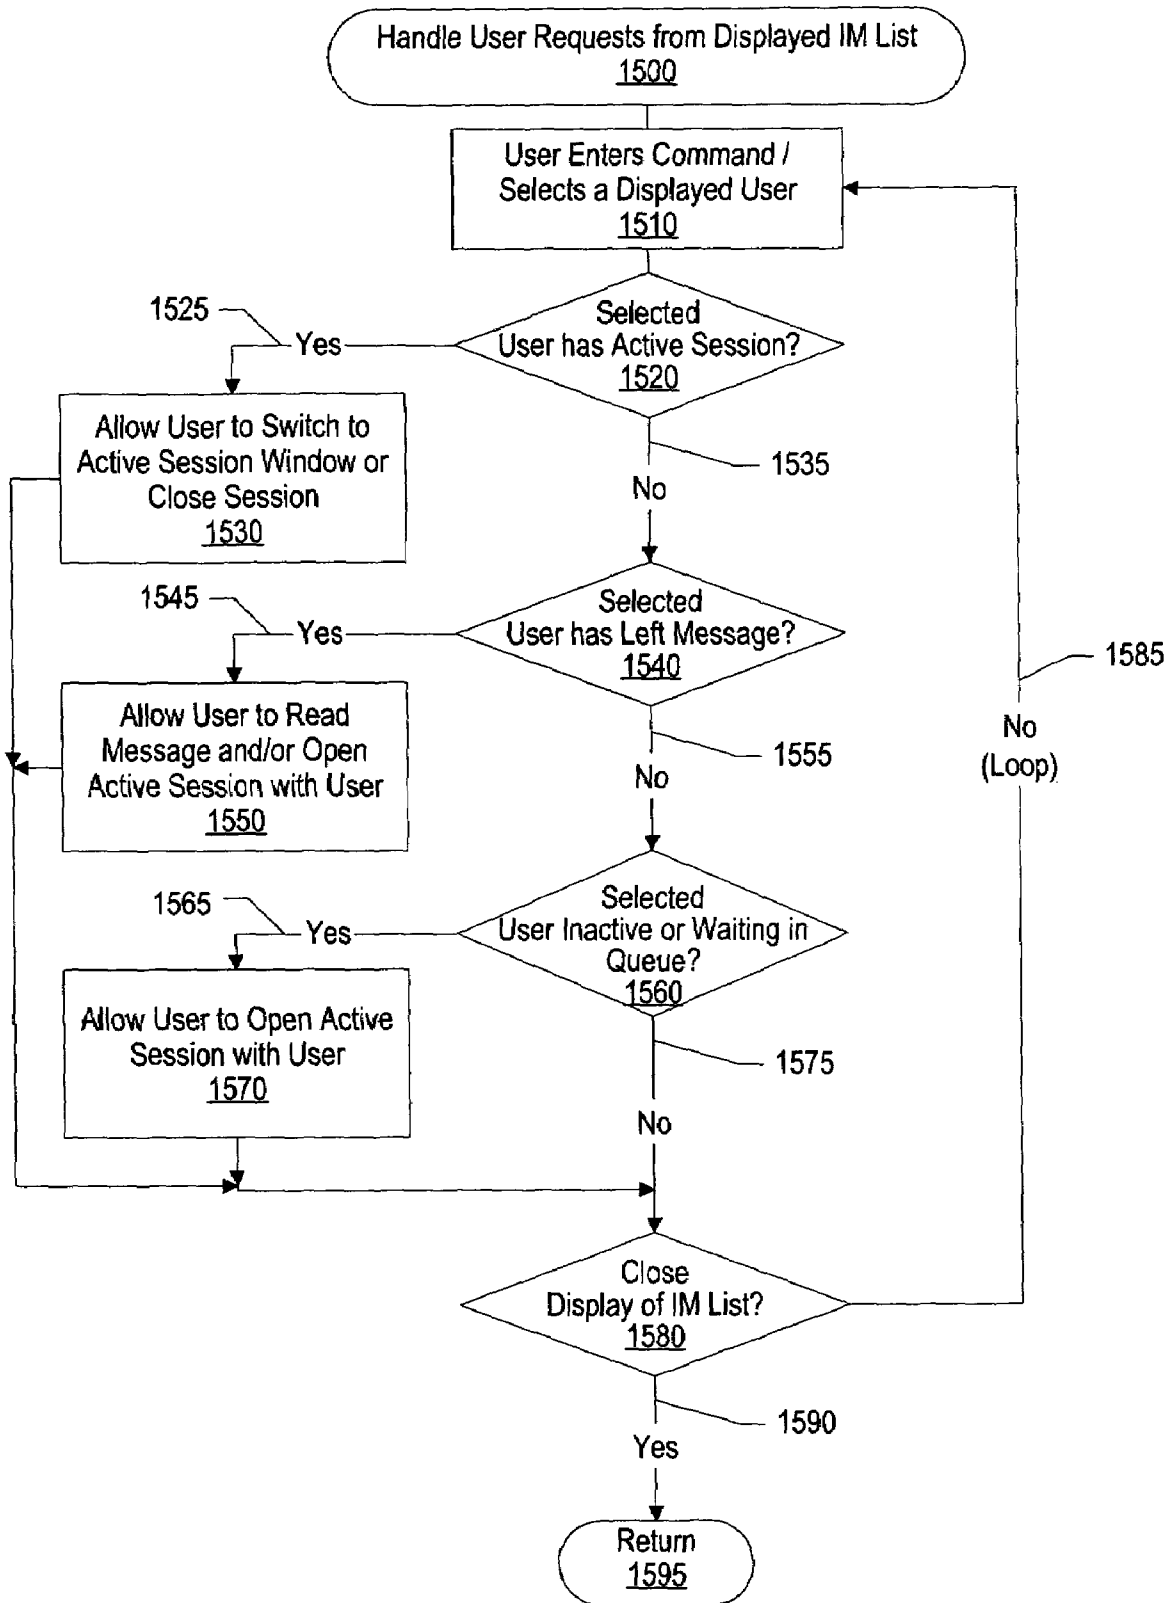 Handle User Requests from Displayed IM List
1500
User Enters Command /
Selects a Displayed User
1510
Selected
User has Active Session?
1520
1525
Yes
Allow User to Switch to
Active Session Window or
Close Session
1530
1535
No
Selected
User has Left Message?
1540
1545
Yes
Allow User to Read
Message and/or Open
Active Session with User
1550
1555
No
1585
No
(Loop)
Selected
User Inactive or Waiting in
Queue?
1560
1565
Yes
Allow User to Open Active
Session with User
1570
1575
No
Close
Display of IM List?
1580
1590
Yes
Return
1595